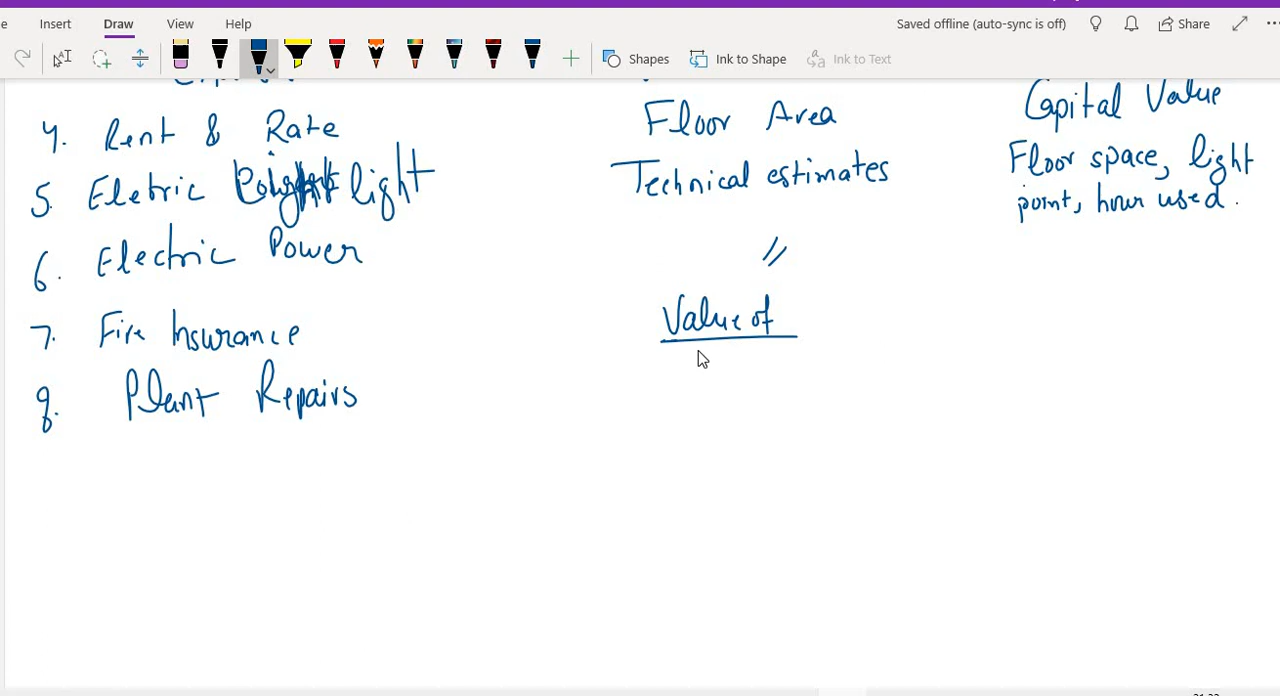 Insert Draw View Help Saved offline (auto-sync is off) Share
Shapes Ink to Shape Ink to Text
Capital Value
4. Rent & Rate Floor Area
5. Eletric light Technical estimates Floor space, light
point, hour used.
6. Electric Power "
7. Fire Insurance Value of
8. Plant Repairs